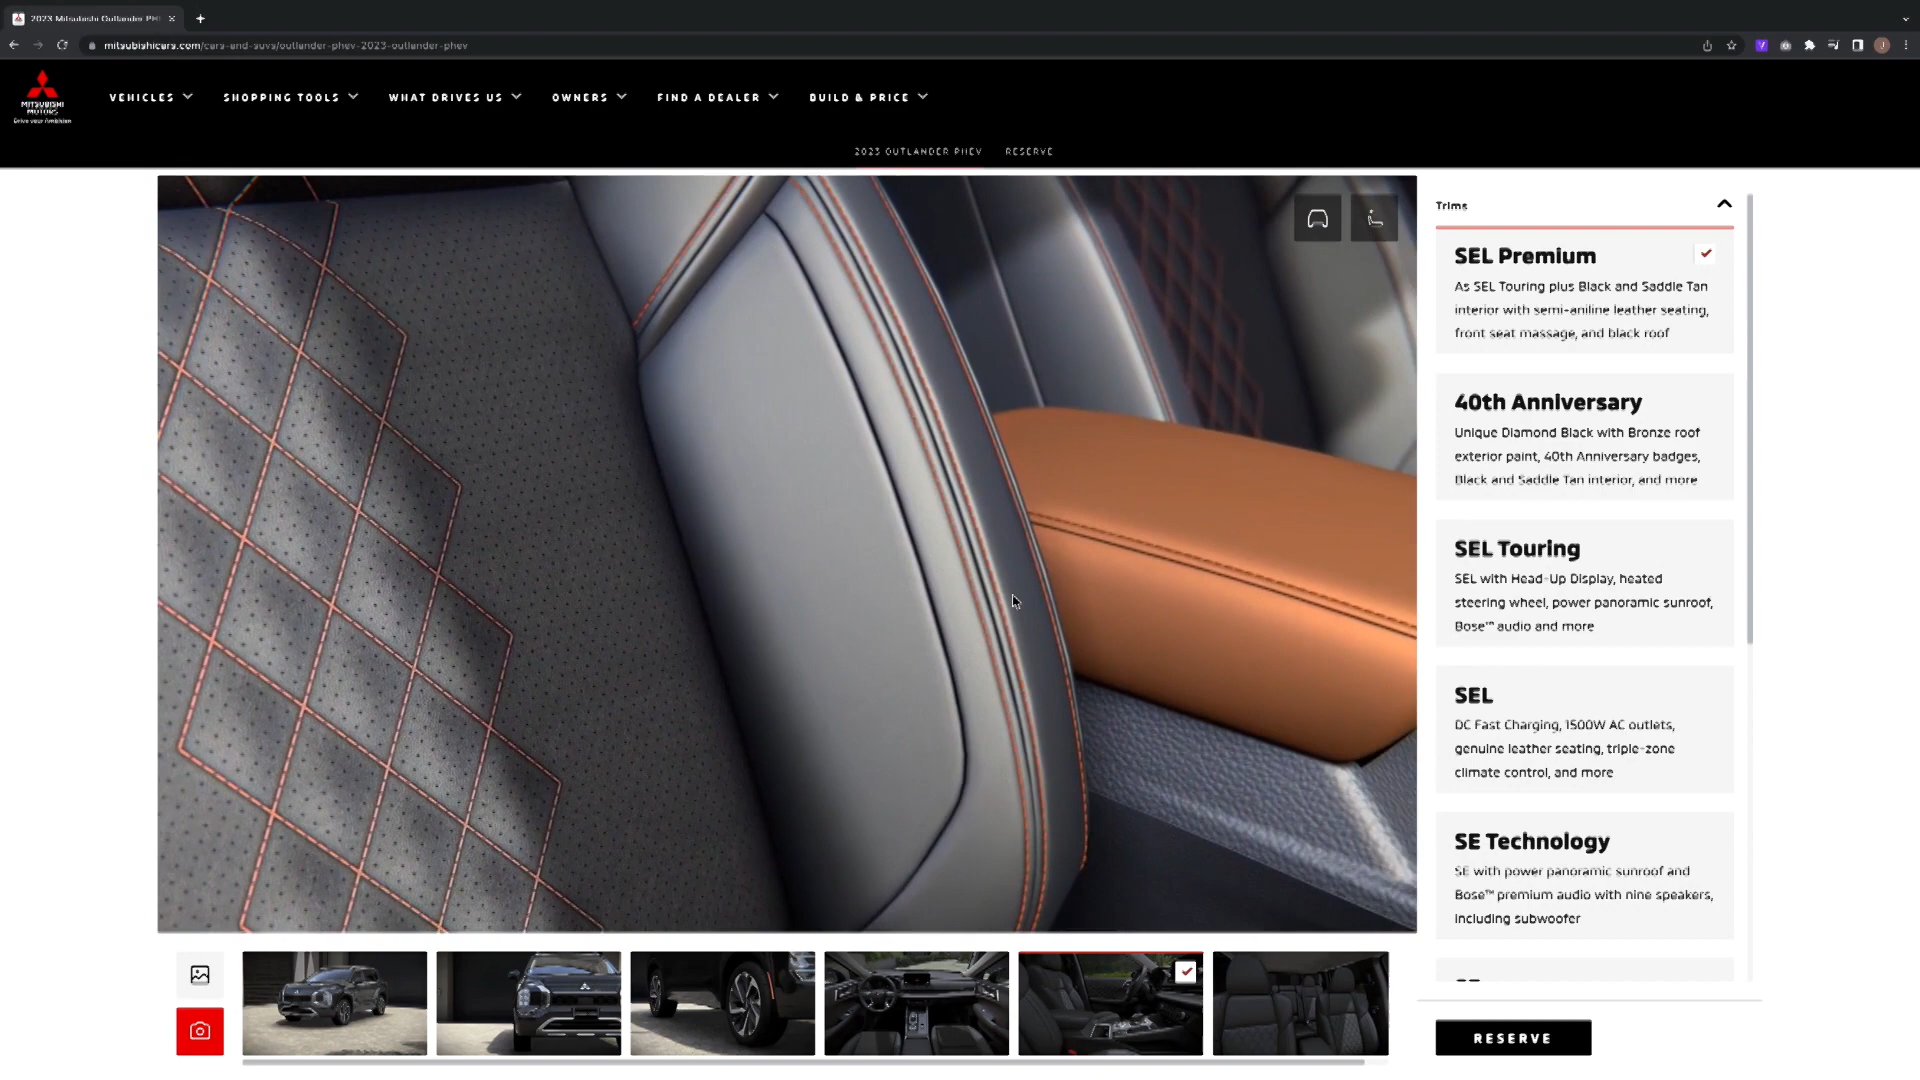 2023 Mitsubishi Outlander PH
mitsubishicars.com/cars-and-suvs/outlander-phev-2023-outlander-phev
MITSUBISHI
MOTORS
Drive your Ambition
VEHICLES
SHOPPING TOOLS
WHAT DRIVES US
OWNERS
FIND A DEALER
BUILD & PRICE
2023 OUTLANDER PHEV
RESERVE
Trims
SEL Premium
As SEL Touring plus Black and Saddle Tan
interior with semi-aniline leather seating,
front seat massage, and black roof
40th Anniversary
Unique Diamond Black with Bronze roof
exterior paint, 40th Anniversary badges,
Black and Saddle Tan interior, and more
SEL Touring
SEL with Head-Up Display, heated
steering wheel, power panoramic sunroof,
Bose™ audio and more
SEL
DC Fast Charging, 1500W AC outlets,
genuine leather seating, triple-zone
climate control, and more
SE Technology
SE with power panoramic sunroof and
Bose™ premium audio with nine speakers,
including subwoofer
RESERVE